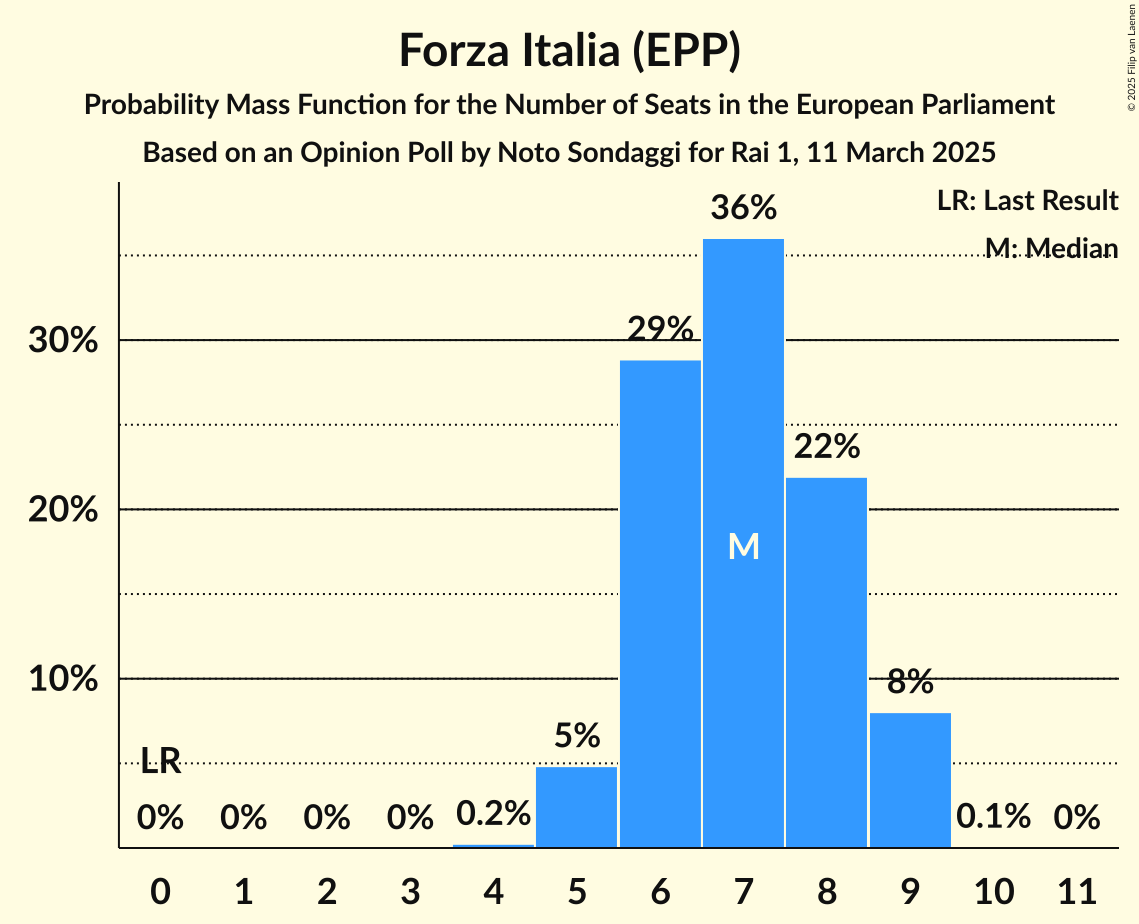 Forza Italia (EPP)
Probability Mass Function for the Number of Seats in the European Parliament
Based on an Opinion Poll by Noto Sondaggi for Rai 1, 11 March 2025
© 2025 Filip van Laenen
LR: Last Result
M: Median
36%
29%
22%
8%
5%
0.2%
0.1%
0% 0% 0% 0% 0%
LR
M
30%
20%
10%
0 1 2 3 4 5 6 7 8 9 10 11